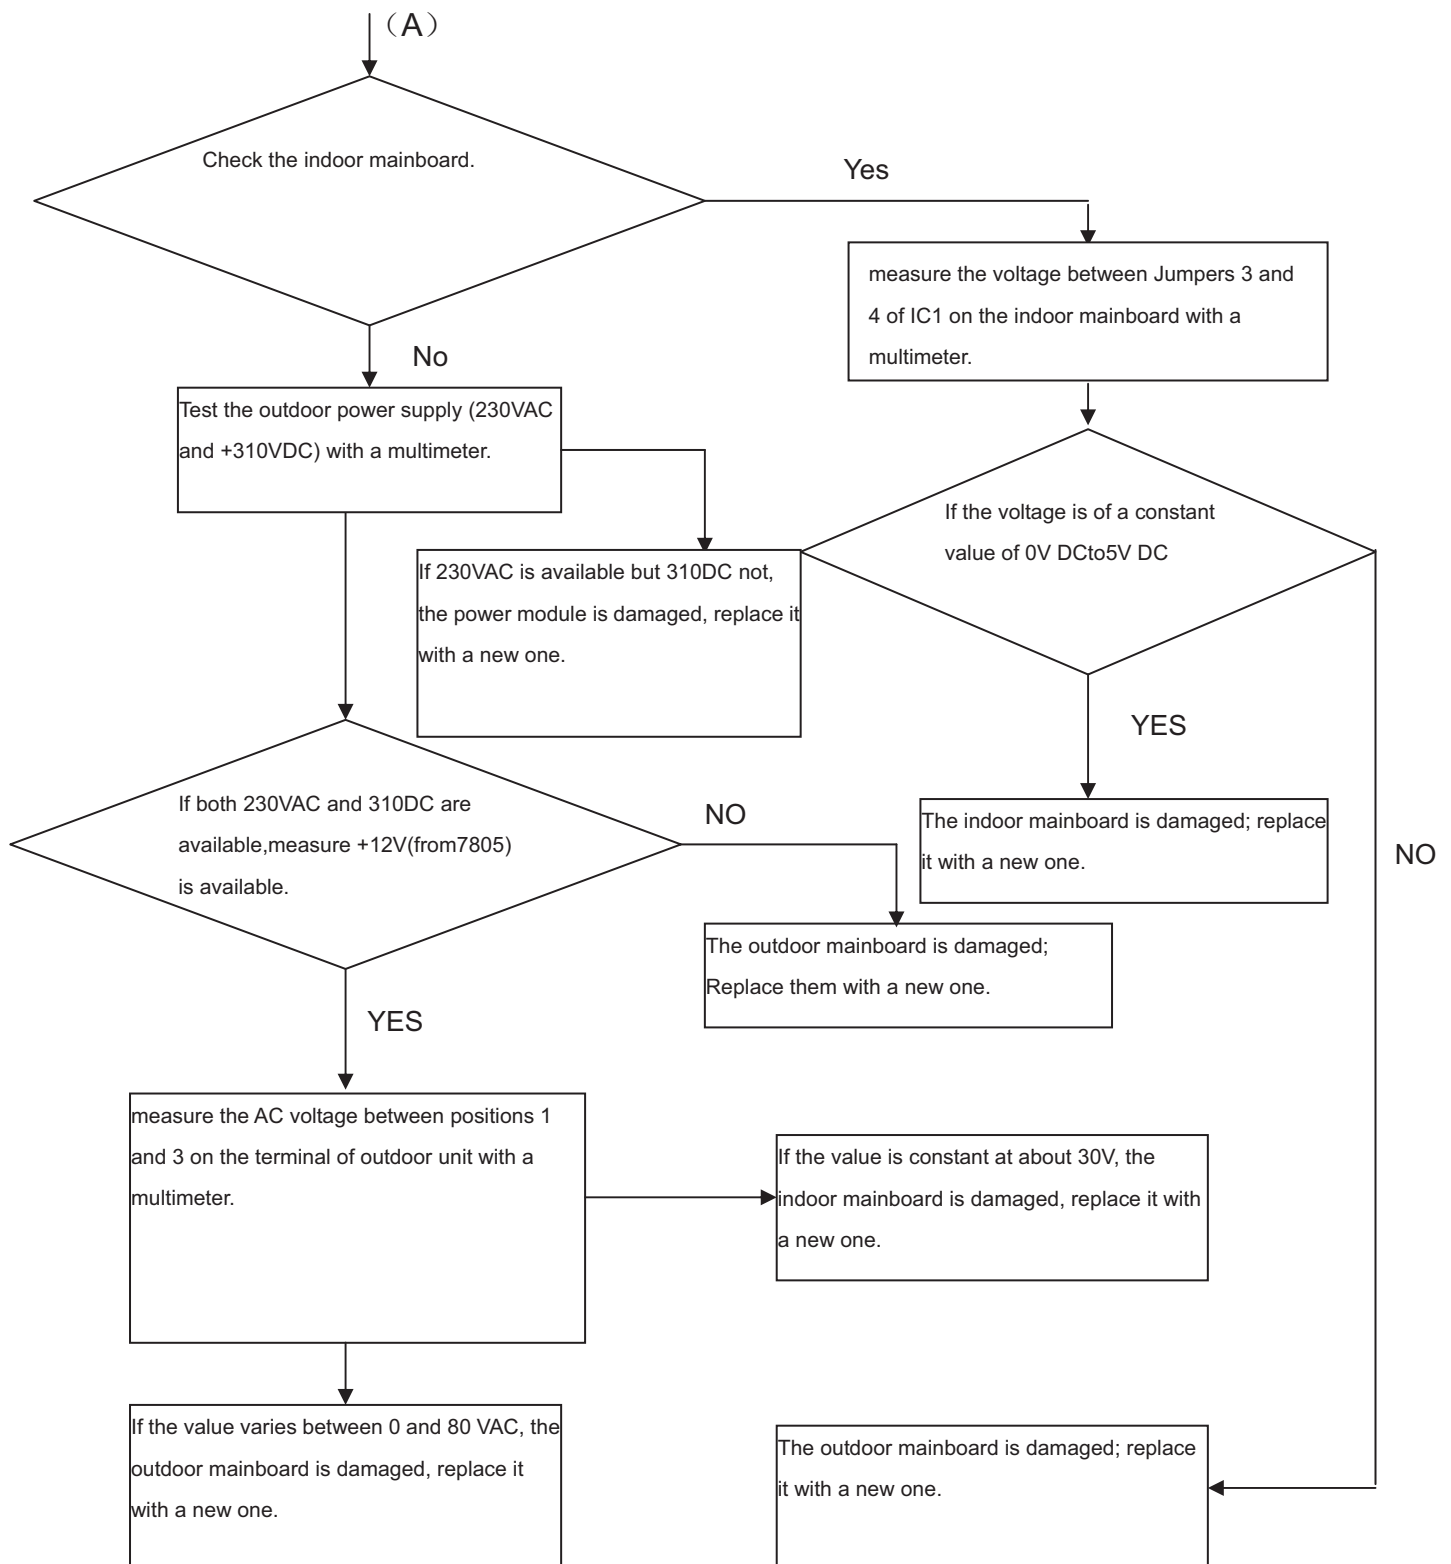 （A）
Check the indoor mainboard.
Yes
measure the voltage between Jumpers 3 and
4 of IC1 on the indoor mainboard with a
multimeter.
No
Test the outdoor power supply (230VAC
and +310VDC) with a multimeter.
If the voltage is of a constant
value of 0V DCto5V DC
If 230VAC is available but 310DC not,
the power module is damaged, replace it
with a new one.
YES
If both 230VAC and 310DC are
available,measure +12V(from7805)
is available.
NO
The indoor mainboard is damaged; replace
it with a new one.
NO
The outdoor mainboard is damaged;
Replace them with a new one.
YES
measure the AC voltage between positions 1
and 3 on the terminal of outdoor unit with a
multimeter.
If the value is constant at about 30V, the
indoor mainboard is damaged, replace it with
a new one.
If the value varies between 0 and 80 VAC, the
outdoor mainboard is damaged, replace it
with a new one.
The outdoor mainboard is damaged; replace
it with a new one.